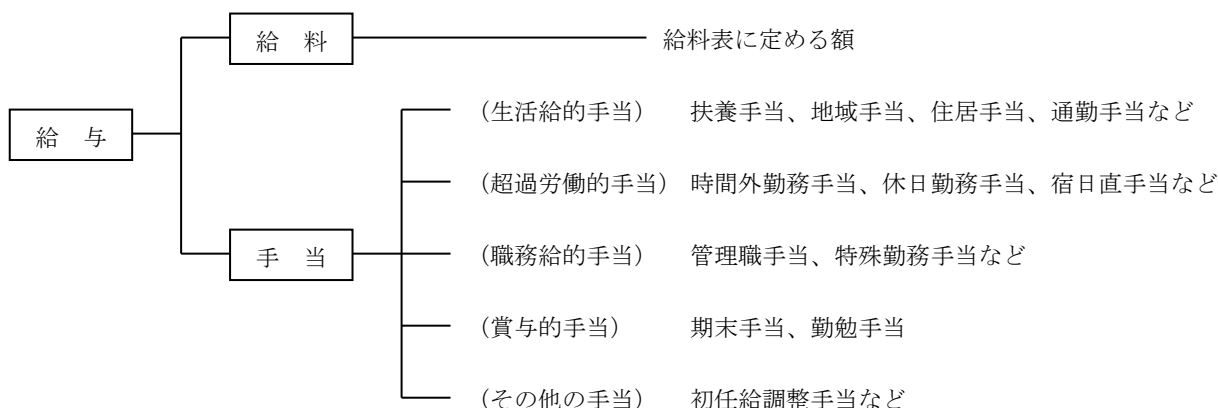 給　料
給料表に定める額
給　与
（生活給的手当）　扶養手当、地域手当、住居手当、通勤手当など
（超過労働的手当）時間外勤務手当、休日勤務手当、宿日直手当など
手　当
（職務給的手当）　管理職手当、特殊勤務手当など
（賞与的手当）　期末手当、勤勉手当
（その他の手当）　初任給調整手当など